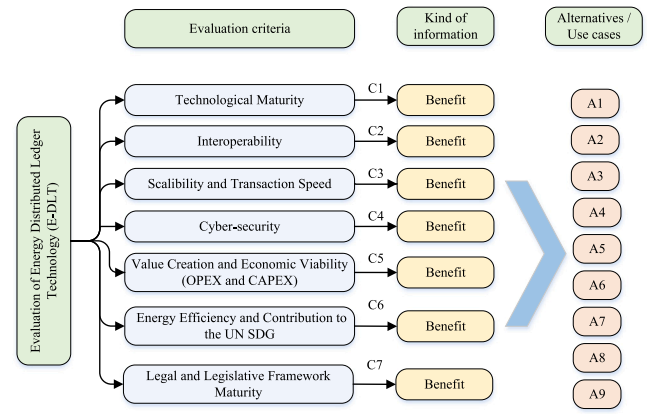 Evaluation criteria
Kind of
information
Alternatives /
Use cases
Evaluation of Energy Distributed Ledger
Technology (E-DLT)
Technological Maturity
C1
Benefit
Interoperability
C2
Benefit
Scalibility and Transaction Speed
C3
Benefit
Cyber-security
C4
Benefit
Value Creation and Economic Viability
(OPEX and CAPEX)
C5
Benefit
Energy Efficiency and Contribution to
the UN SDG
C6
Benefit
Legal and Legislative Framework
Maturity
C7
Benefit
A1
A2
A3
A4
A5
A6
A7
A8
A9